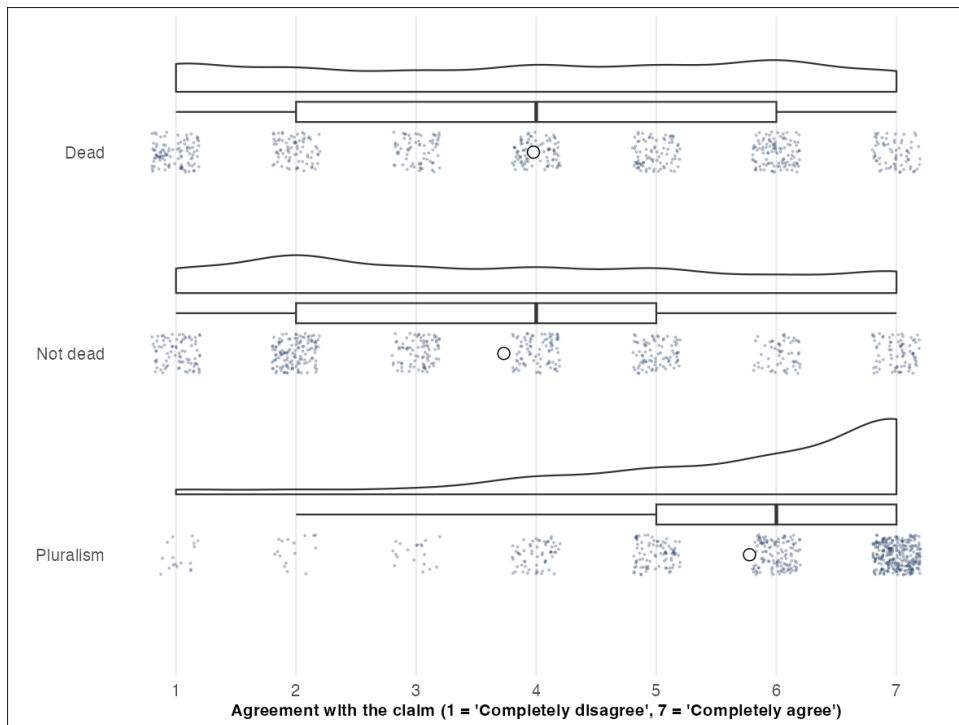 Dead
Not dead
Pluralism
1 2 3 4 5 6 7
Agreement with the claim (1 = 'Completely disagree', 7 = 'Completely agree')